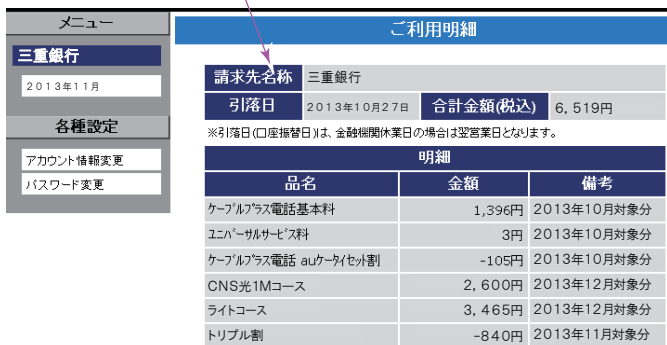 メニュー
三重銀行
2013年11月
各種設定
アカウント情報変更
パスワード変更
ご利用明細
請求先名称 三重銀行
引落日 2013年10月27日 合計金額(税込) 6,519円
※引落日(口座振替日)は、金融機関休業日の場合は翌営業日となります。
明細
品名 金額 備考
ケーブルプラス電話基本料 1,396円 2013年10月対象分
ユニバーサルサービス料 3円 2013年10月対象分
ケーブルプラス電話 auケータイセット割 -105円 2013年10月対象分
CNS光1Mコース 2,600円 2013年12月対象分
ライトコース 3,465円 2013年12月対象分
トリプル割 -840円 2013年11月対象分